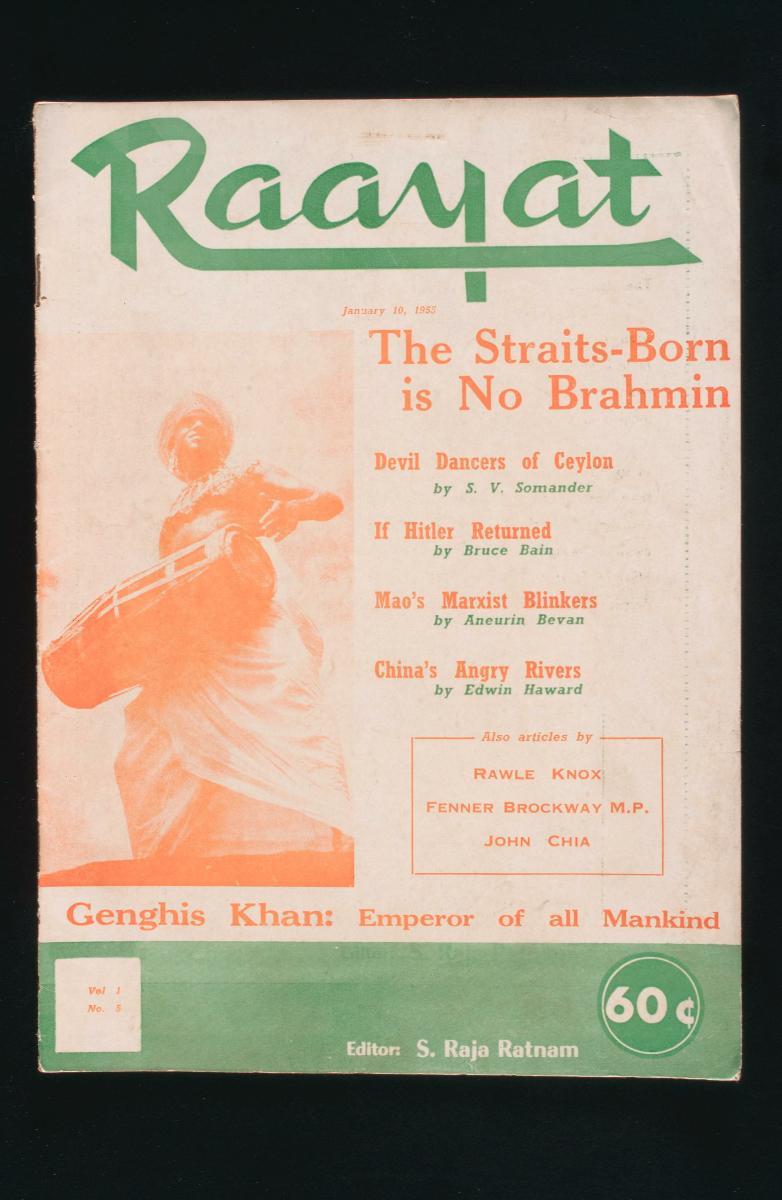 Raayat
January 10, 1955
The Straits-Born
is No Brahmin
Devil Dancers of Ceylon
by S. V. Somander
If Hitler Returned
by Bruce Bain
Mao's Marxist Blinkers
by Aneurin Bevan
China's Angry Rivers
by Edwin Haward
Also articles by
RAWLE KNOX
FENNER BROCKWAY M.P.
JOHN CHIA
Genghis Khan: Emperor of all Mankind
Vol 1
No. 5
60 ¢
Editor: S. Raja Ratnam